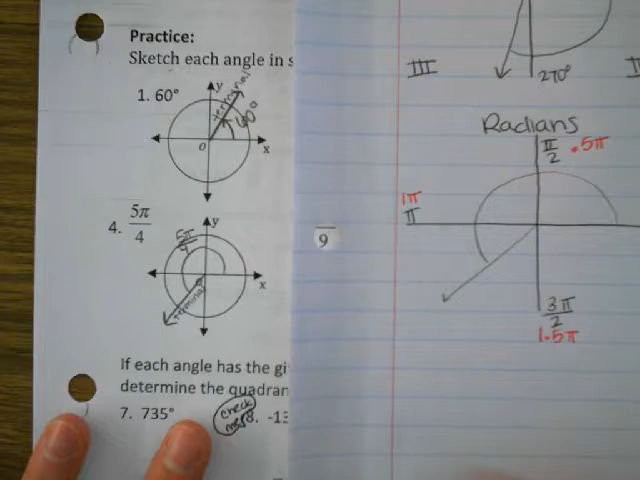 Practice:
Sketch each angle in s
1. 60°
y
terminal
60°
x
o
4. 5π/4
y
5π/4
x
terminal
9
If each angle has the gi
determine the quadran
7. 735°
check
me!
8. -13
III
270°
Radians
π/2
.5π
1π
π
3π/2
1.5π